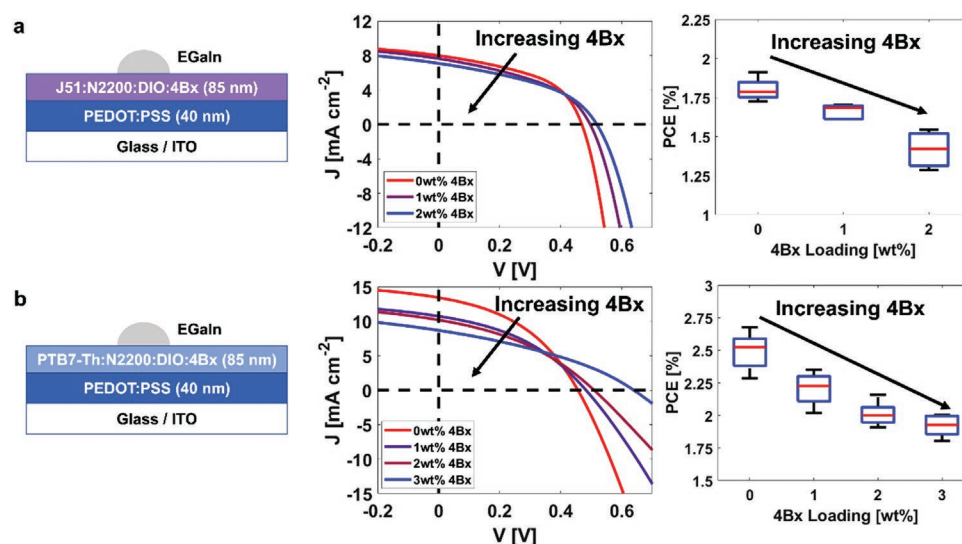 a
EGaIn
J51:N2200:DIO:4Bx (85 nm)
PEDOT:PSS (40 nm)
Glass / ITO
12
8
4
0
4
8
-12
J [mA cm-2]
Increasing 4Bx
0wt% 4Bx
1wt% 4Bx
2wt% 4Bx
-0.2
0
0.2
0.4
0.6
V [V]
2.25
2
1.75
1.5
1.25
1
PCE [%]
Increasing 4Bx
0
1
2
4Bx Loading [wt%]
b
EGaIn
PTB7-Th:N2200:DIO:4Bx (85 nm)
PEDOT:PSS (40 nm)
Glass / ITO
15
10
5
0
-5
-10
-15
J [mA cm-2]
Increasing 4Bx
0wt% 4Bx
1wt% 4Bx
2wt% 4Bx
3wt% 4Bx
-0.2
0
0.2
0.4
0.6
V [V]
3
2.75
2.5
2.25
2
1.75
1.5
PCE [%]
Increasing 4Bx
0
1
2
3
4Bx Loading [wt%]